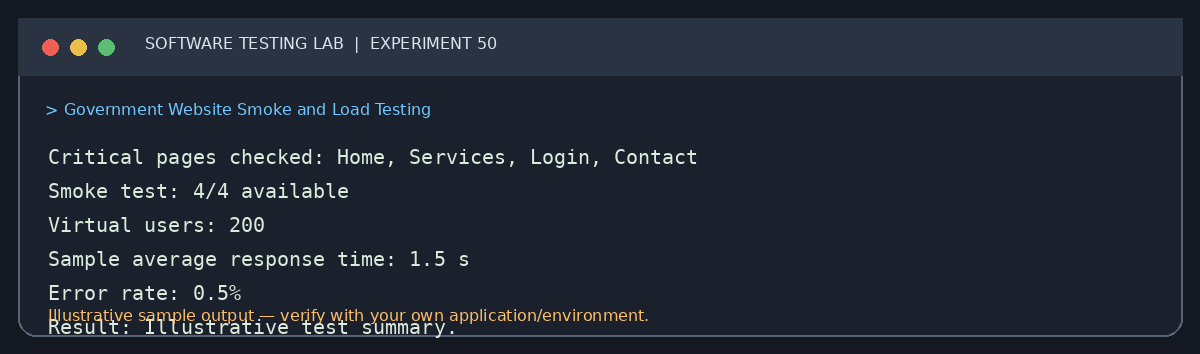 SOFTWARE TESTING LAB | EXPERIMENT 50
> Government Website Smoke and Load Testing
Critical pages checked: Home, Services, Login, Contact
Smoke test: 4/4 available
Virtual users: 200
Sample average response time: 1.5 s
Error rate: 0.5%
Illustrative sample output — verify with your own application/environment.
Result: Illustrative test summary.